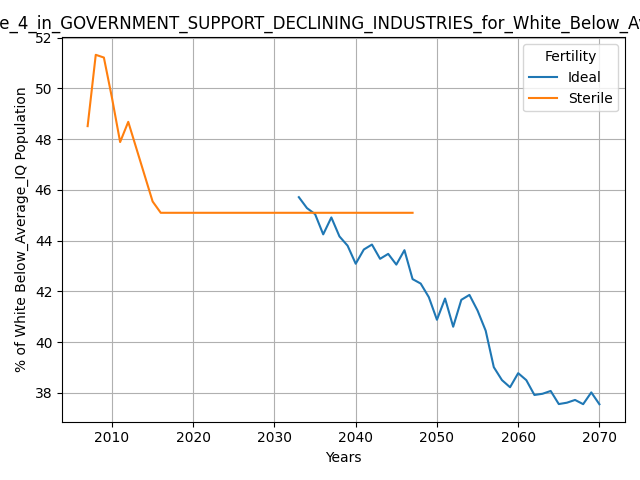 e_4_in_GOVERNMENT_SUPPORT_DECLINING_INDUSTRIES_for_White_Below_A
Fertility
Ideal
Sterile
% of White Below_Average_IQ Population
52
50
48
46
44
42
40
38
2010
2020
2030
2040
2050
2060
2070
Years